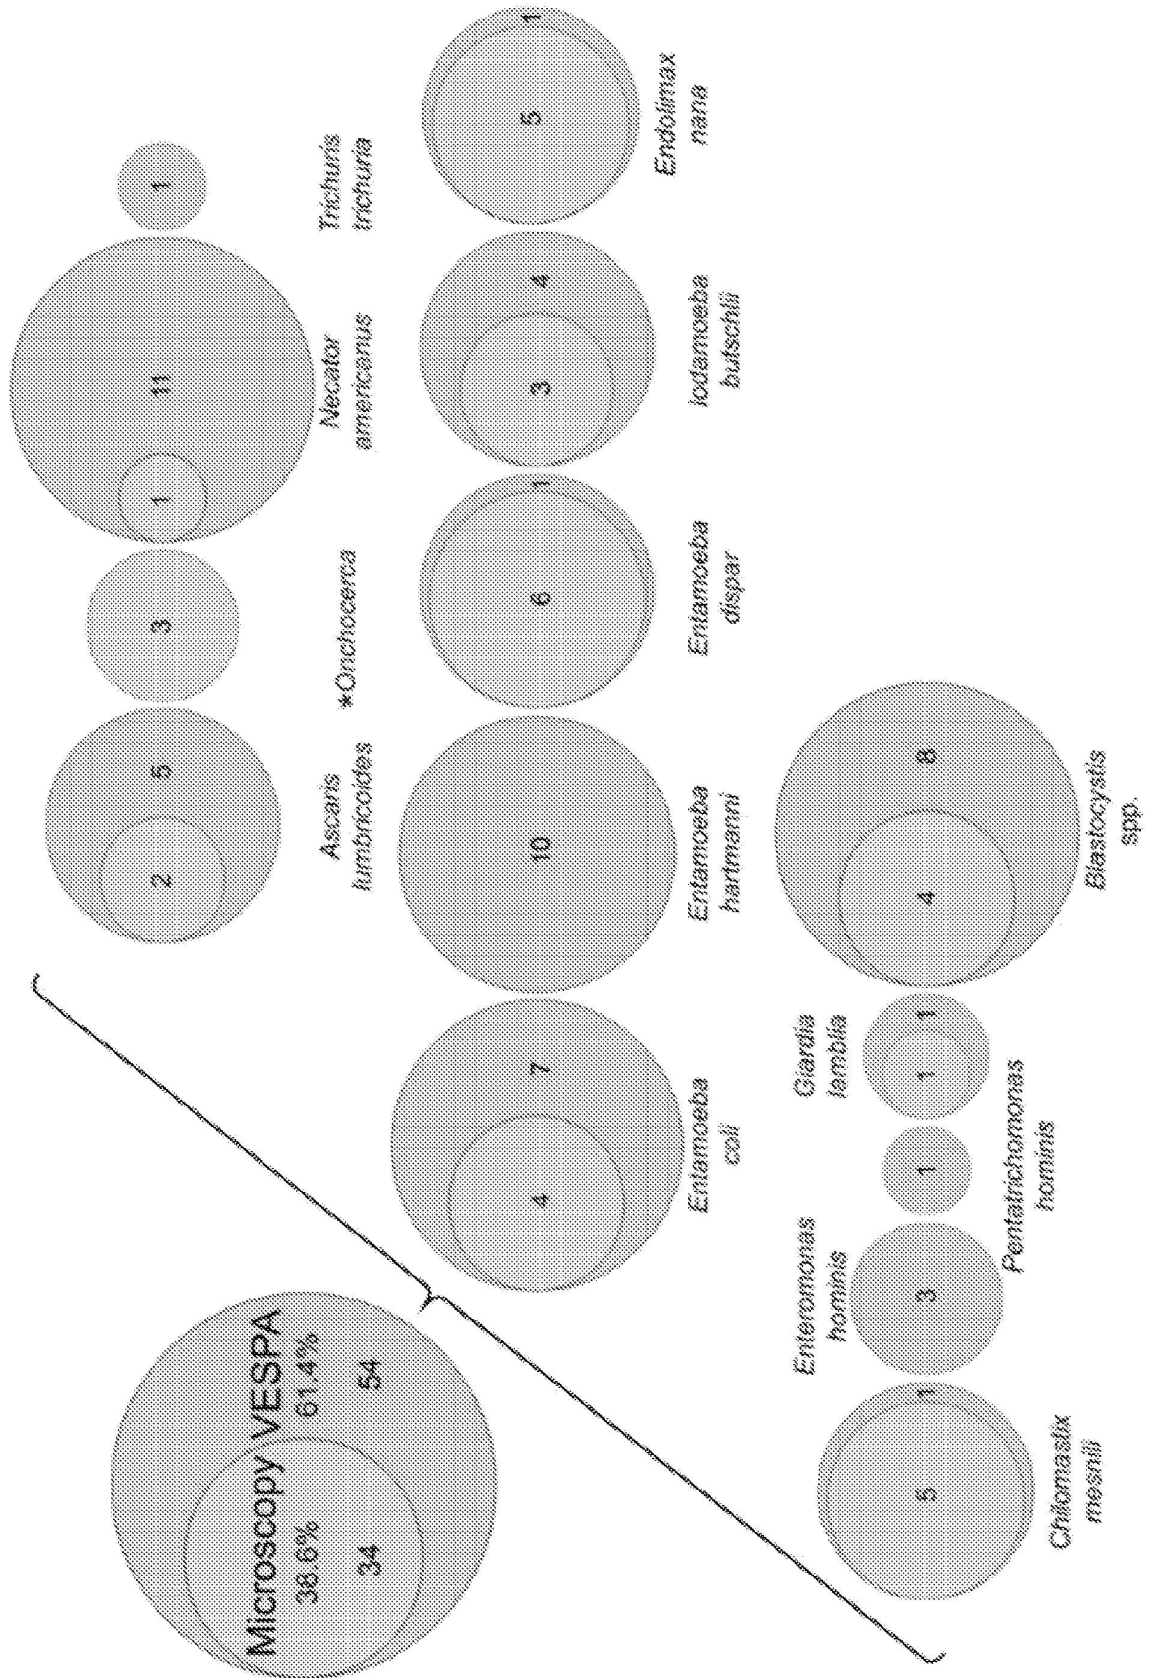 Microscopy VESPA
38.6% 61.4%
34 54
2 5
Ascaris
lumbricoides
3
*Onchocerca
1 11
Necator
americanus
1
Trichuris
trichuria
4 7
Entamoeba
coli
10
Entamoeba
hartmanni
6 1
Entamoeba
dispar
3 4
Iodamoeba
butschlii
5 1
Endolimax
nana
5 1
Chilomastix
mesnili
Enteromonas
hominis
3
1
Pentatrichomonas
hominis
Giardia
lamblia
1 1
4 8
Blastocystis
spp.